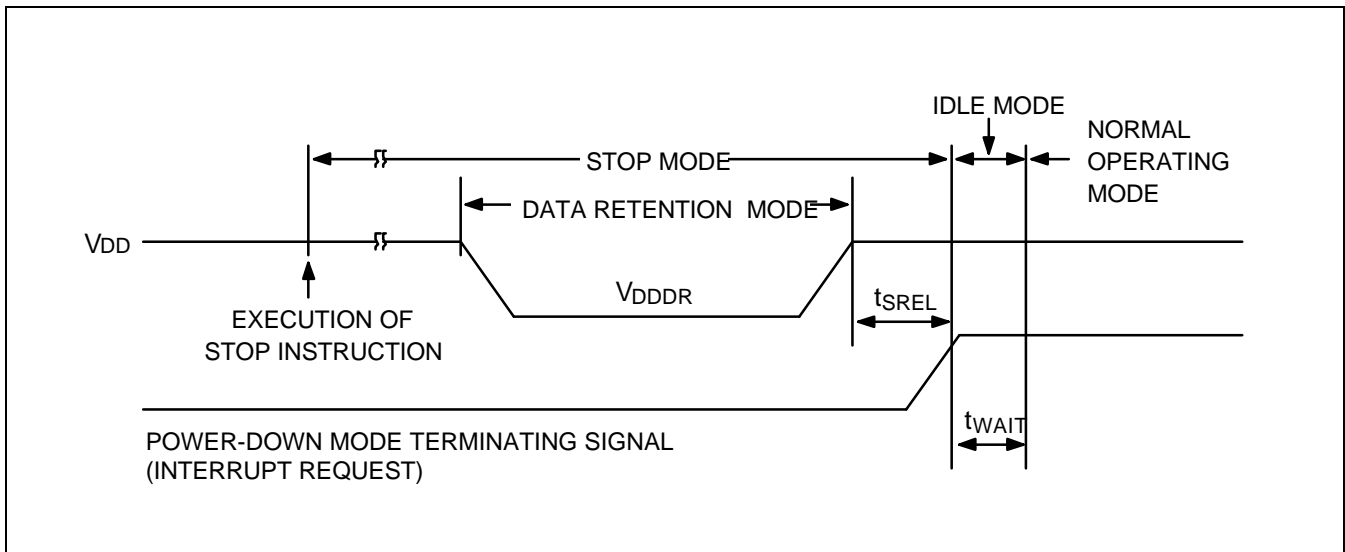 IDLE MODE
NORMAL
OPERATING
MODE
STOP MODE
DATA RETENTION MODE
VDD
VDDDR
tSREL
EXECUTION OF
STOP INSTRUCTION
tWAIT
POWER-DOWN MODE TERMINATING SIGNAL
(INTERRUPT REQUEST)